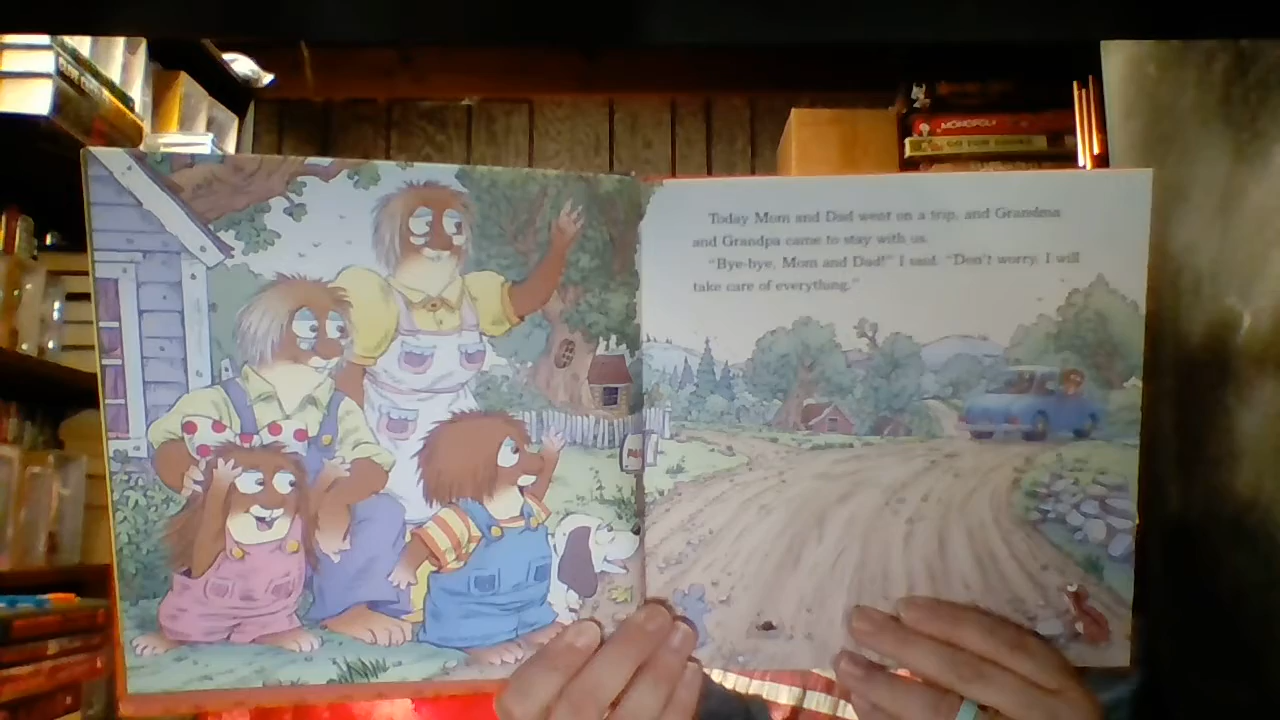 MONOPOLY
Today Mom and Dad went on a trip, and Grandma
and Grandpa came to stay with us.
"Bye-bye, Mom and Dad!" I said. "Don't worry. I will
take care of everything."